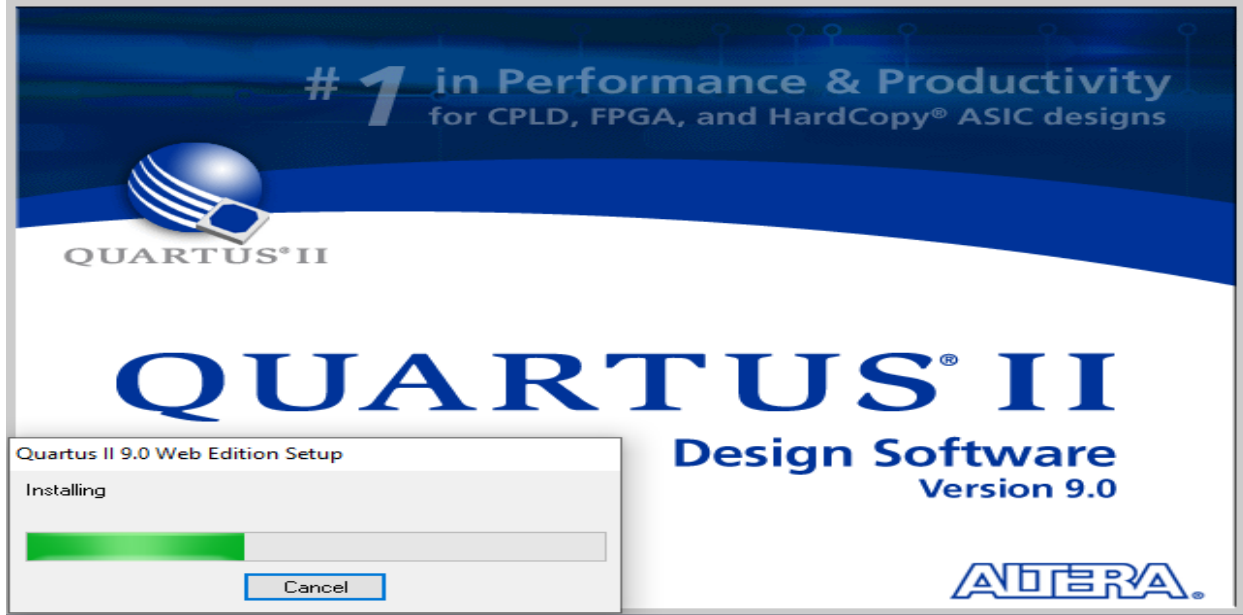 #1 in Performance & Productivity
for CPLD, FPGA, and HardCopy® ASIC designs
QUARTUS®II
QUARTUS®II
Design Software
Version 9.0
Quartus II 9.0 Web Edition Setup
Installing
Cancel
ALTERA®